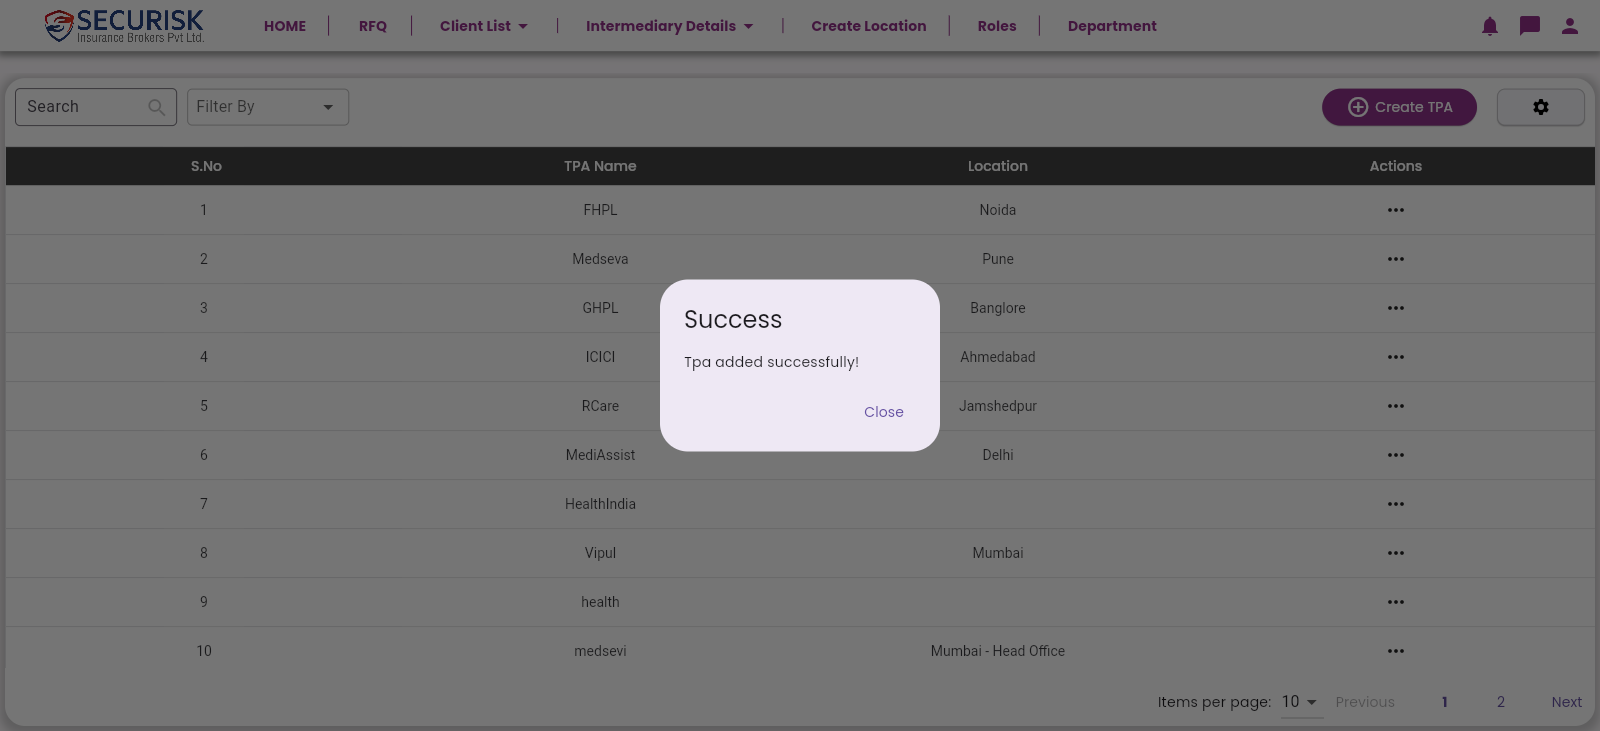 SECURISK
Insurance Brokers Pvt Ltd.
HOME RFQ Client List Intermediary Details Create Location Roles Department
Search Filter By Create TPA
S.No TPA Name Location Actions
1 FHPL Noida
2 Medseva Pune
3 GHPL Banglore
4 ICICI Ahmedabad
5 RCare Jamshedpur
6 MediAssist Delhi
7 HealthIndia
8 Vipul Mumbai
9 health
10 medsevi Mumbai - Head Office
Success
Tpa added successfully!
Close
Items per page: 10 Previous 1 2 Next